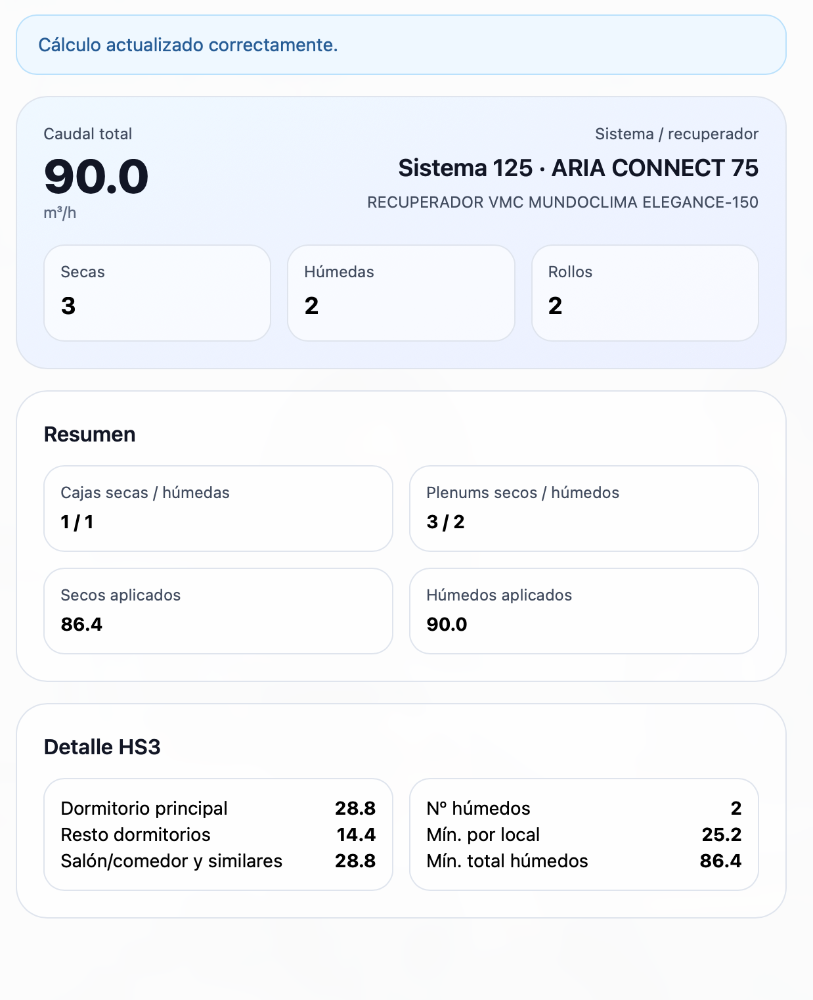 Cálculo actualizado correctamente.
Caudal total
90.0
m³/h
Sistema / recuperador
Sistema 125 · ARIA CONNECT 75
RECUPERADOR VMC MUNDOCLIMA ELEGANCE-150
Secas
3
Húmedas
2
Rollos
2
Resumen
Cajas secas / húmedas
1 / 1
Plenums secos / húmedos
3 / 2
Secos aplicados
86.4
Húmedos aplicados
90.0
Detalle HS3
Dormitorio principal 28.8
Resto dormitorios 14.4
Salón/comedor y similares 28.8
Nº húmedos 2
Mín. por local 25.2
Mín. total húmedos 86.4